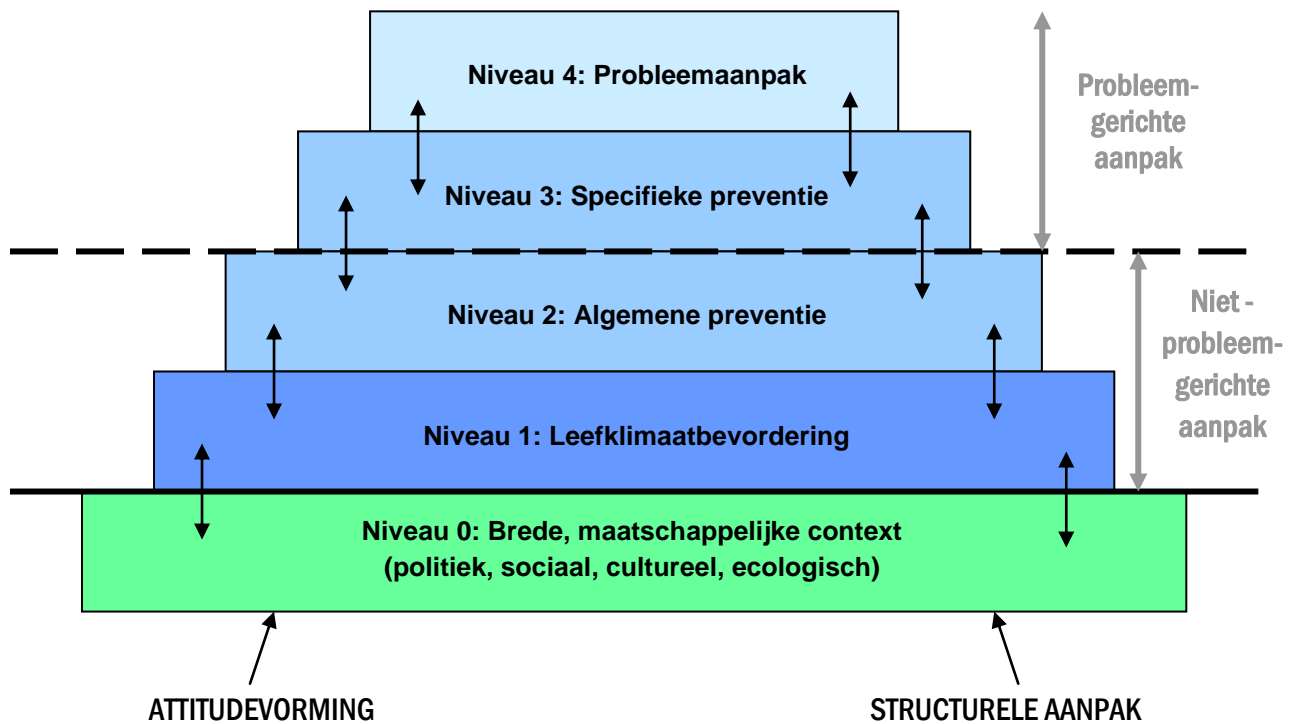 Niveau 4: Probleemaanpak
Probleem-
gerichte
aanpak
Niveau 3: Specifieke preventie
Niveau 2: Algemene preventie
Niet -
probleem-
gerichte
aanpak
Niveau 1: Leefklimaatbevordering
Niveau 0: Brede, maatschappelijke context
(politiek, sociaal, cultureel, ecologisch)
ATTITUDEVORMING
STRUCTURELE AANPAK